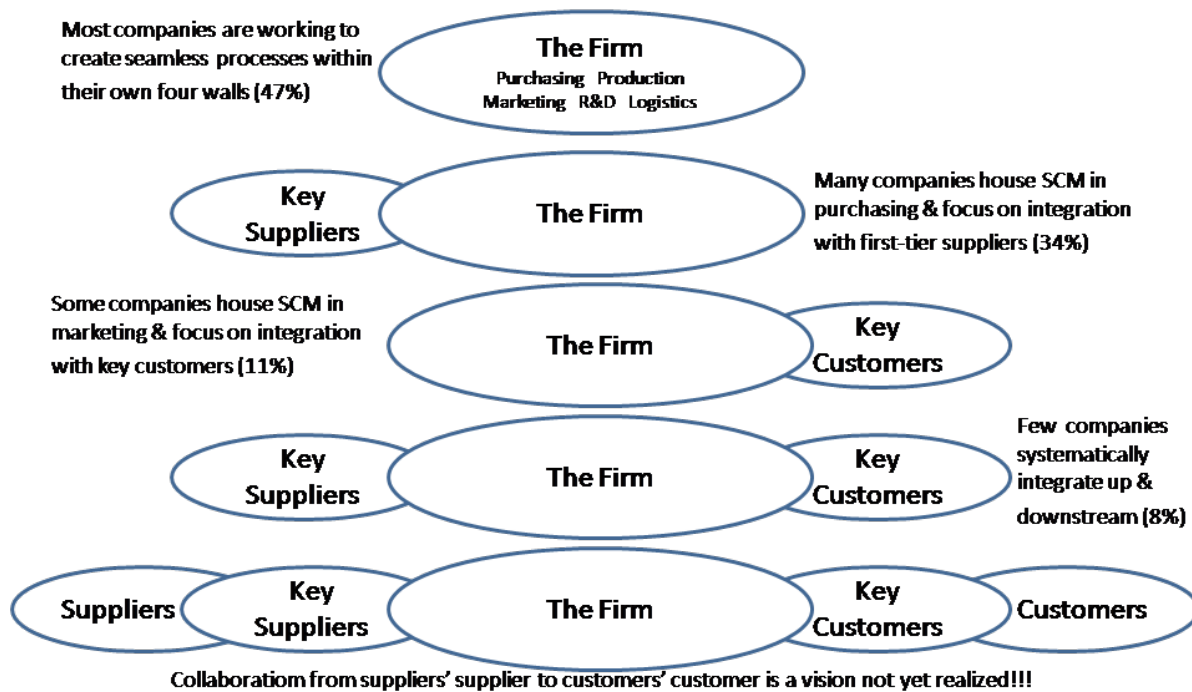 Most companies are working to
create seamless processes within
their own four walls (47%)
The Firm
Purchasing Production
Marketing R&D Logistics
Key
Suppliers
The Firm
Many companies house SCM in
purchasing & focus on integration
with first-tier suppliers (34%)
Some companies house SCM in
marketing & focus on integration
with key customers (11%)
The Firm
Key
Customers
Key
Suppliers
The Firm
Key
Customers
Few companies
systematically
integrate up &
downstream (8%)
Suppliers
Key
Suppliers
The Firm
Key
Customers
Customers
Collaboratiom from suppliers' supplier to customers' customer is a vision not yet realized!!!